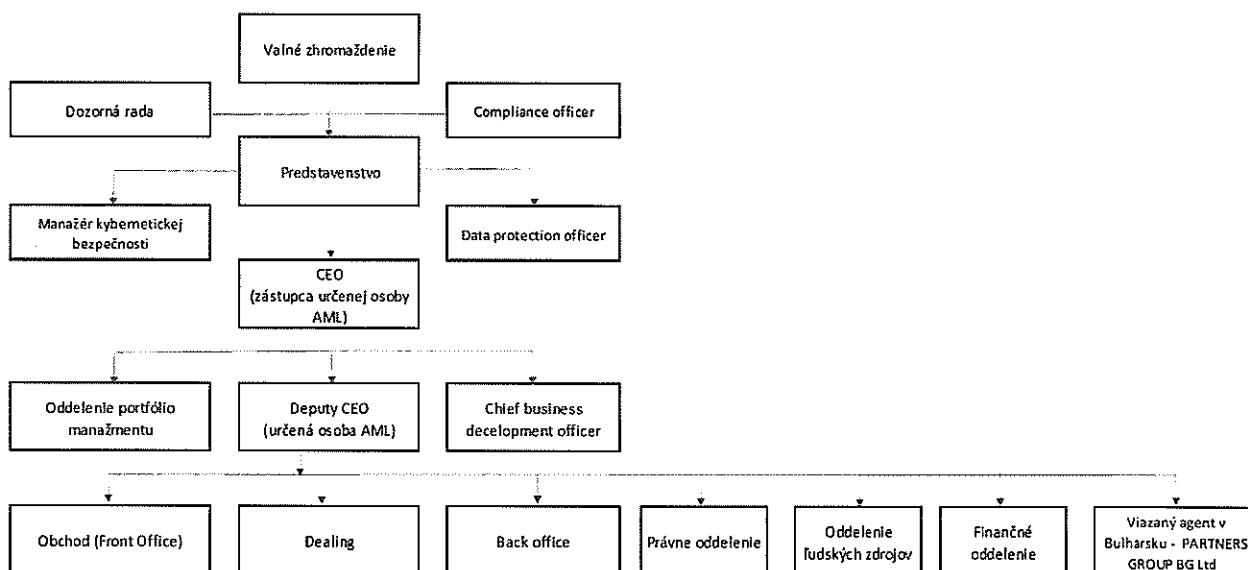 Valné zhromaždenie
Dozorná rada
Compliance officer
Predstavenstvo
Manažér kybernetickej
bezpečnosti
Data protection officer
CEO
(zástupca určenej osoby
AML)
Oddelenie portfólio
manažmentu
Deputy CEO
(určená osoba AML)
Chief business
decelopment officer
Obchod (Front Office)
Dealing
Back office
Právne oddelenie
Oddelenie
ľudských zdrojov
Finančné
oddelenie
Viazaný agent v
Bulharsku - PARTNERS
GROUP BG Ltd